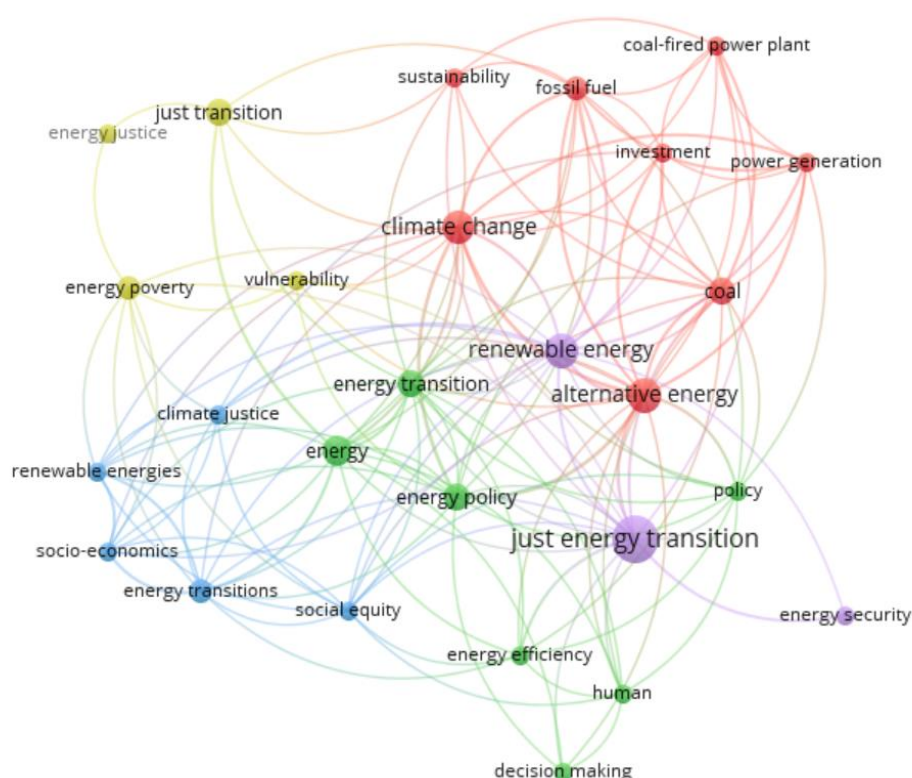 coal-fired power plant
sustainability
fossil fuel
just transition
energy justice
investment
power generation
climate change
energy poverty
vulnerability
coal
renewable energy
energy transition
alternative energy
climate justice
energy
renewable energies
energy policy
policy
just energy transition
socio-economics
energy transitions
social equity
energy security
energy efficiency
human
decision making